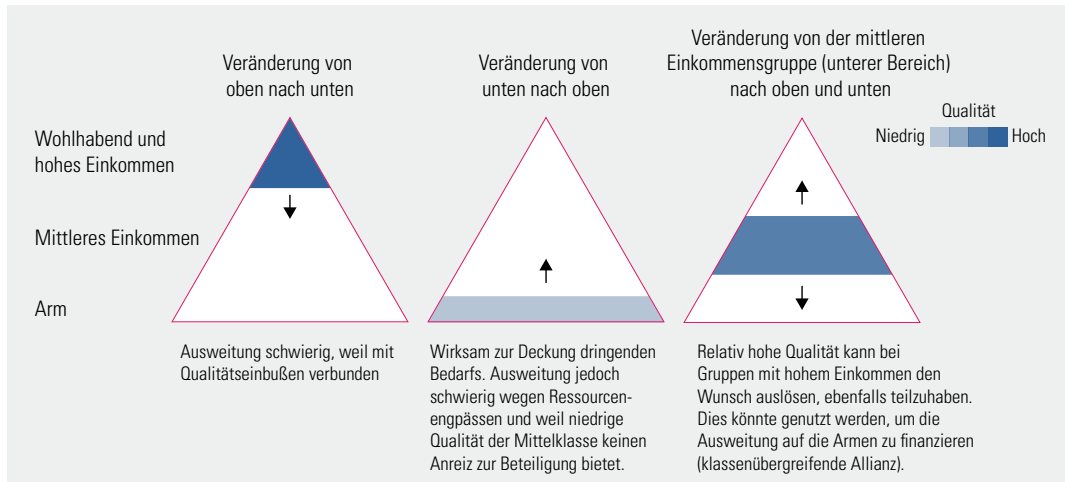 Veränderung von
oben nach unten
Veränderung von
unten nach oben
Veränderung von der mittleren
Einkommensgruppe (unterer Bereich)
nach oben und unten
Qualität
Niedrig
Hoch
Wohlhabend und
hohes Einkommen
Mittleres Einkommen
Arm
Ausweitung schwierig, weil mit
Qualitätseinbußen verbunden
Wirksam zur Deckung dringenden
Bedarfs. Ausweitung jedoch
schwierig wegen Ressourcen-
engpässen und weil niedrige
Qualität der Mittelklasse keinen
Anreiz zur Beteiligung bietet.
Relativ hohe Qualität kann bei
Gruppen mit hohem Einkommen den
Wunsch auslösen, ebenfalls teilzuhaben.
Dies könnte genutzt werden, um die
Ausweitung auf die Armen zu finanzieren
(klassenübergreifende Allianz).